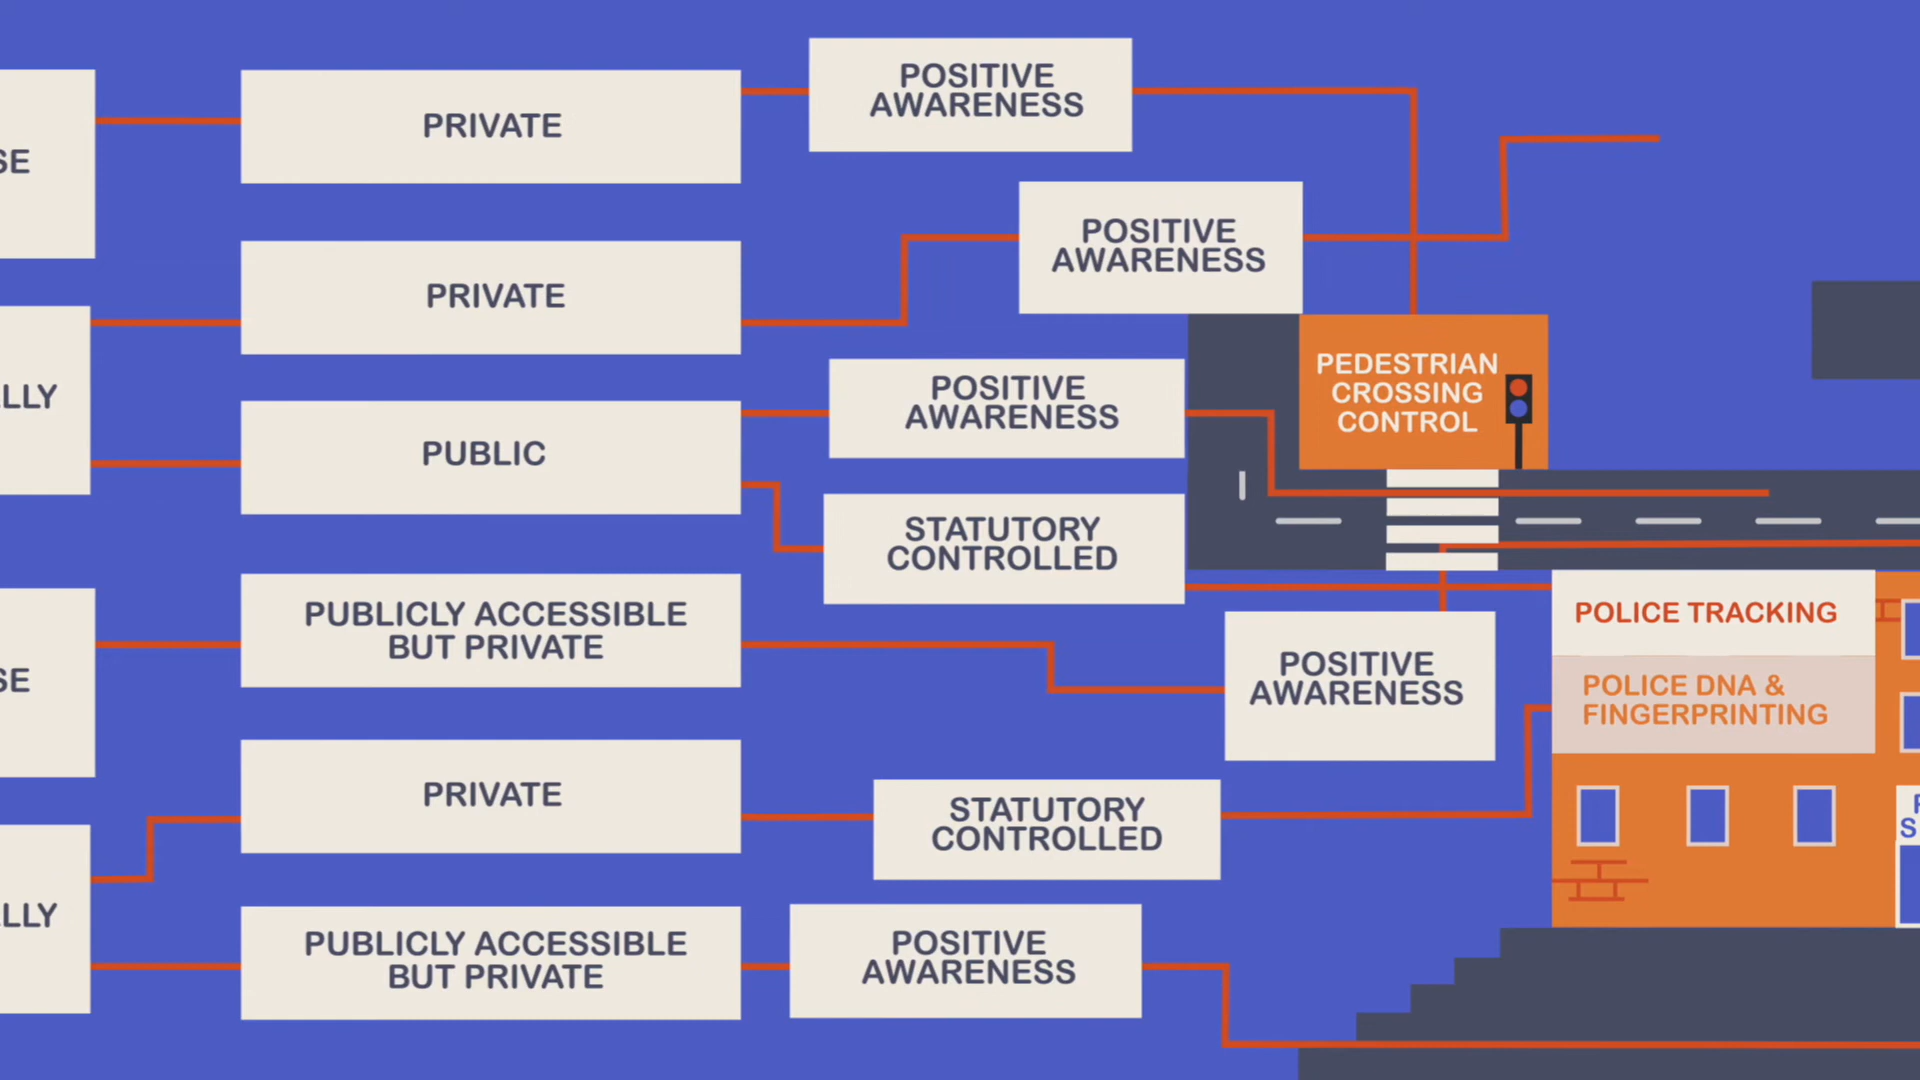 SE
LLY
SE
LLY
PRIVATE
PRIVATE
PUBLIC
PUBLICLY ACCESSIBLE
BUT PRIVATE
PRIVATE
PUBLICLY ACCESSIBLE
BUT PRIVATE
POSITIVE
AWARENESS
POSITIVE
AWARENESS
POSITIVE
AWARENESS
STATUTORY
CONTROLLED
POSITIVE
AWARENESS
STATUTORY
CONTROLLED
POSITIVE
AWARENESS
PEDESTRIAN
CROSSING
CONTROL
POLICE TRACKING
POLICE DNA &
FINGERPRINTING